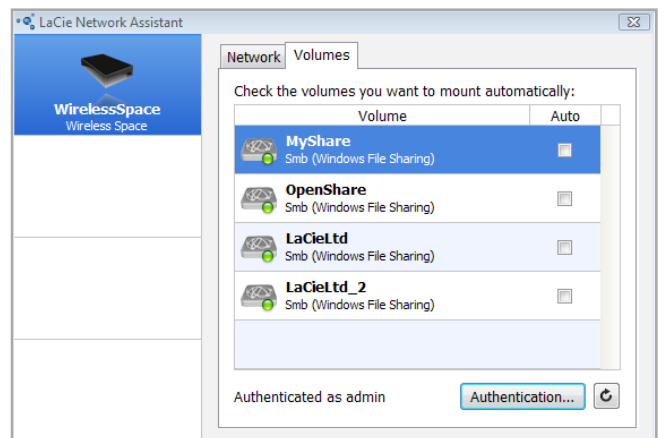 LaCie Network Assistant
WirelessSpace
Wireless Space
Network Volumes
Check the volumes you want to mount automatically:
Volume Auto
MyShare
Smb (Windows File Sharing)
OpenShare
Smb (Windows File Sharing)
LaCieLtd
Smb (Windows File Sharing)
LaCieLtd_2
Smb (Windows File Sharing)
Authenticated as admin Authentication...